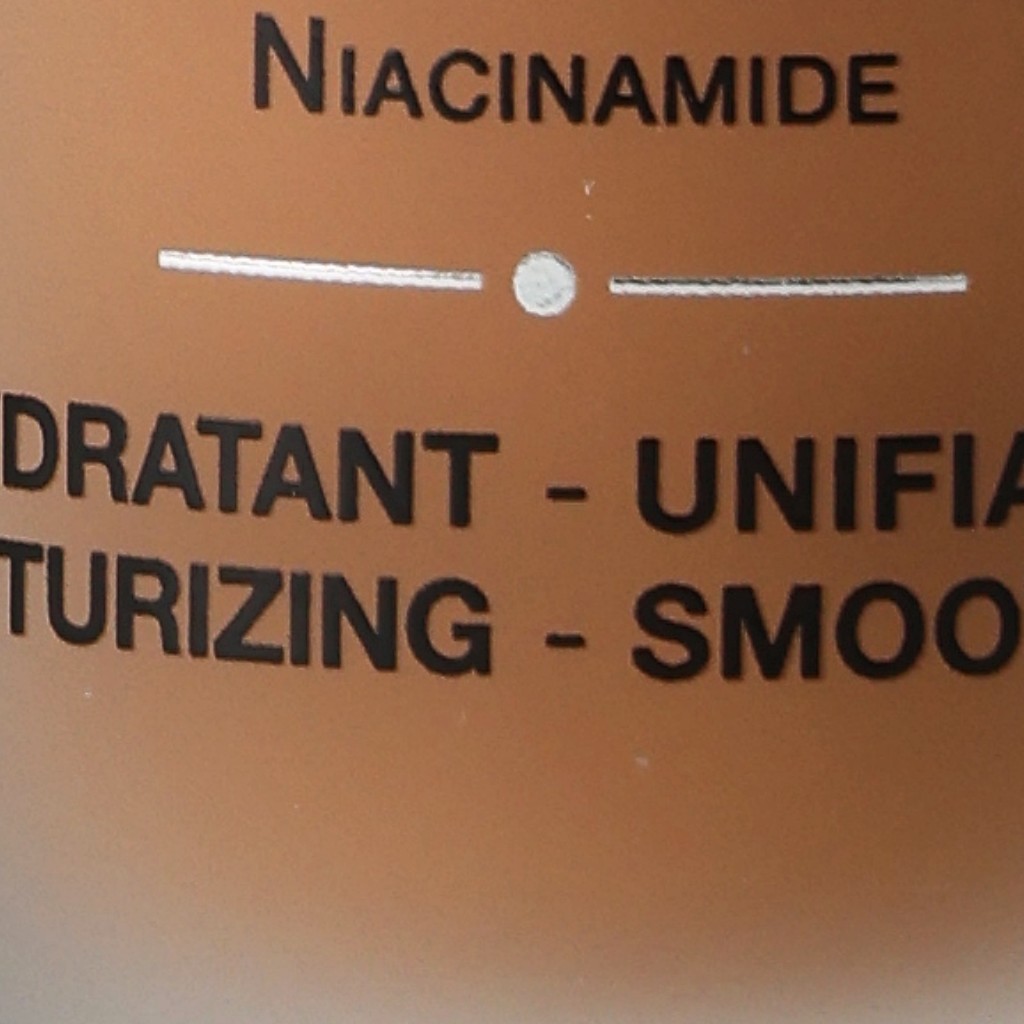 NIACINAMIDE
DRATANT - UNIFIA
TURIZING - SMOO